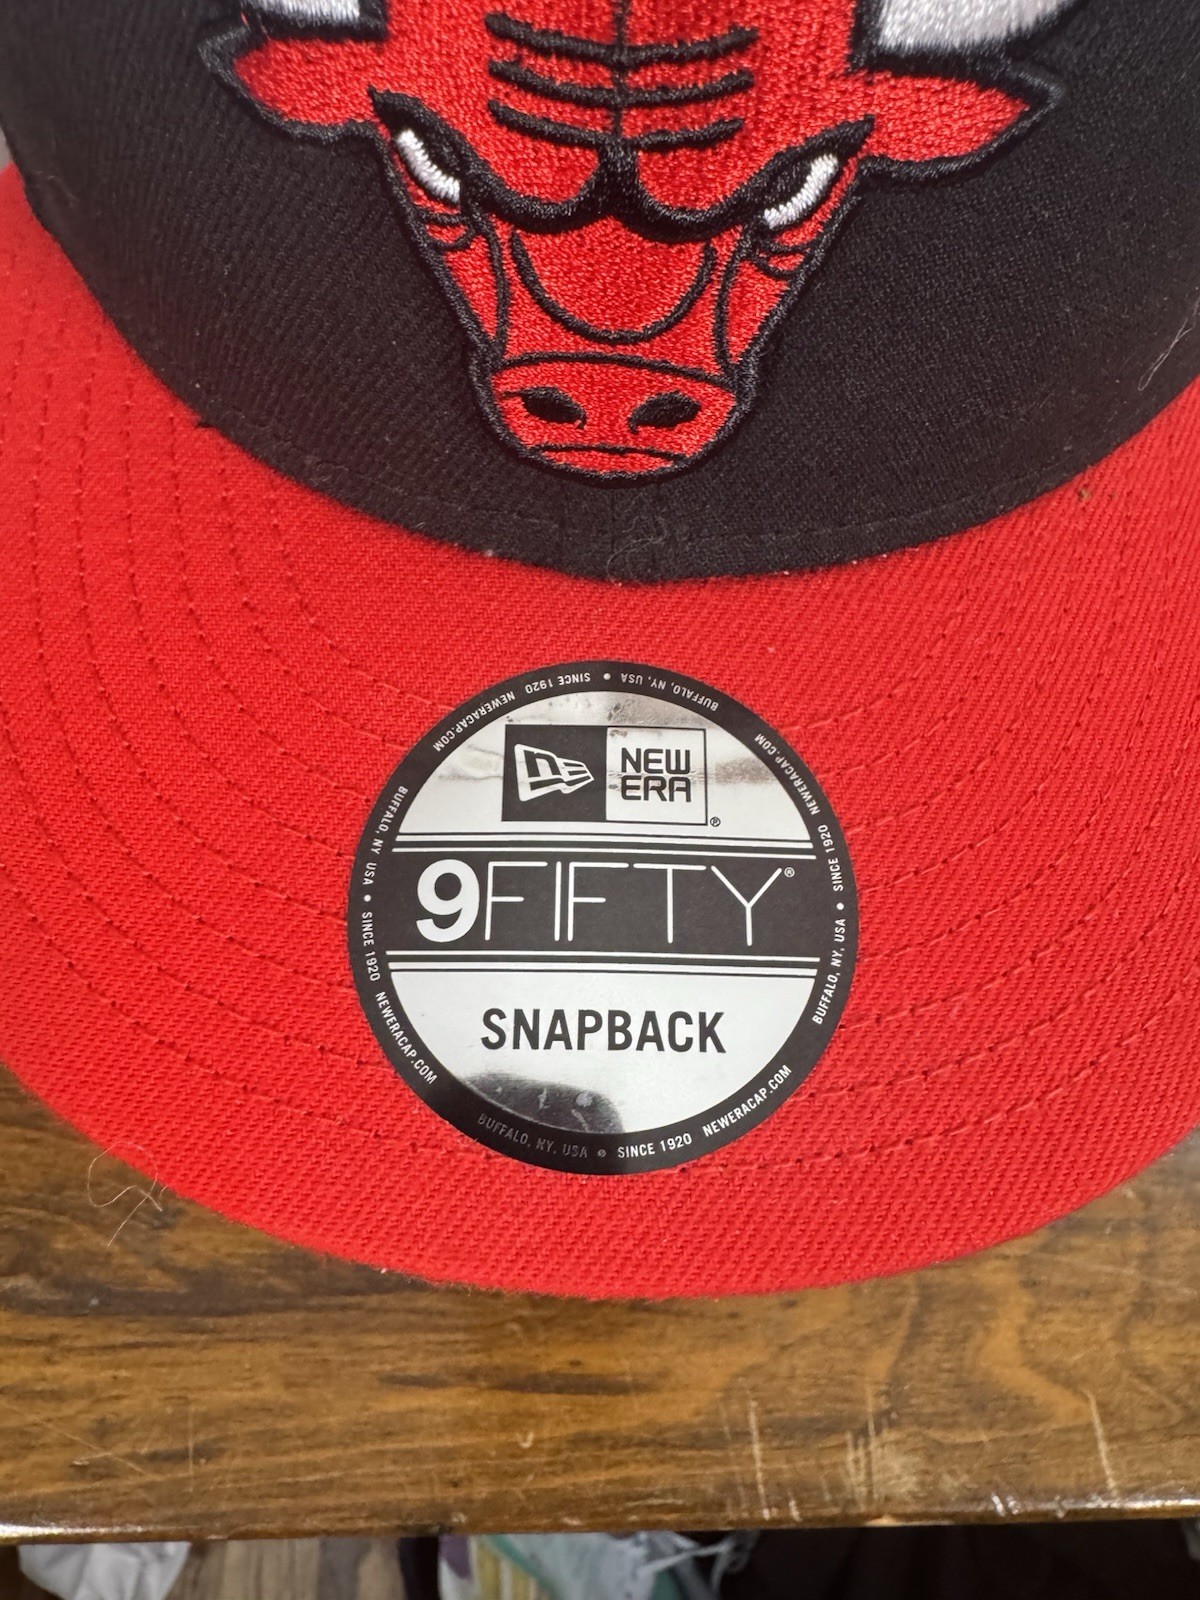 NEW
ERA
®
9FIFTY®
SNAPBACK
BUFFALO, NY, USA • SINCE 1920 NEWERACAP.COM
BUFFALO, NY, USA • SINCE 1920 NEWERACAP.COM
BUFFALO, NY, USA • SINCE 1920 NEWERACAP.COM
BUFFALO, NY, USA • SINCE 1920 NEWERACAP.COM